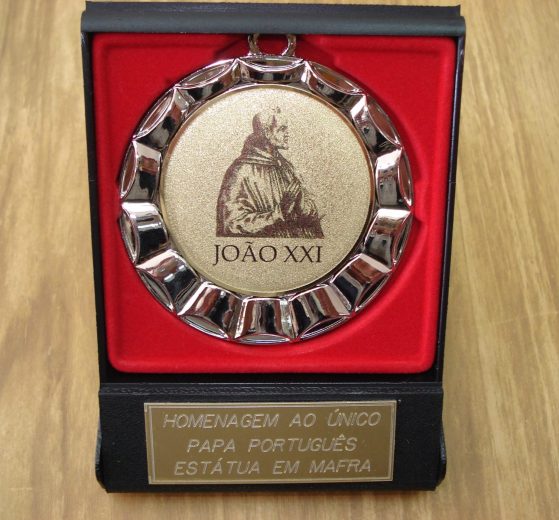 JOÃO XXI
HOMENAGEM AO ÚNICO
PAPA PORTUGUÊS
ESTÁTUA EM MAFRA